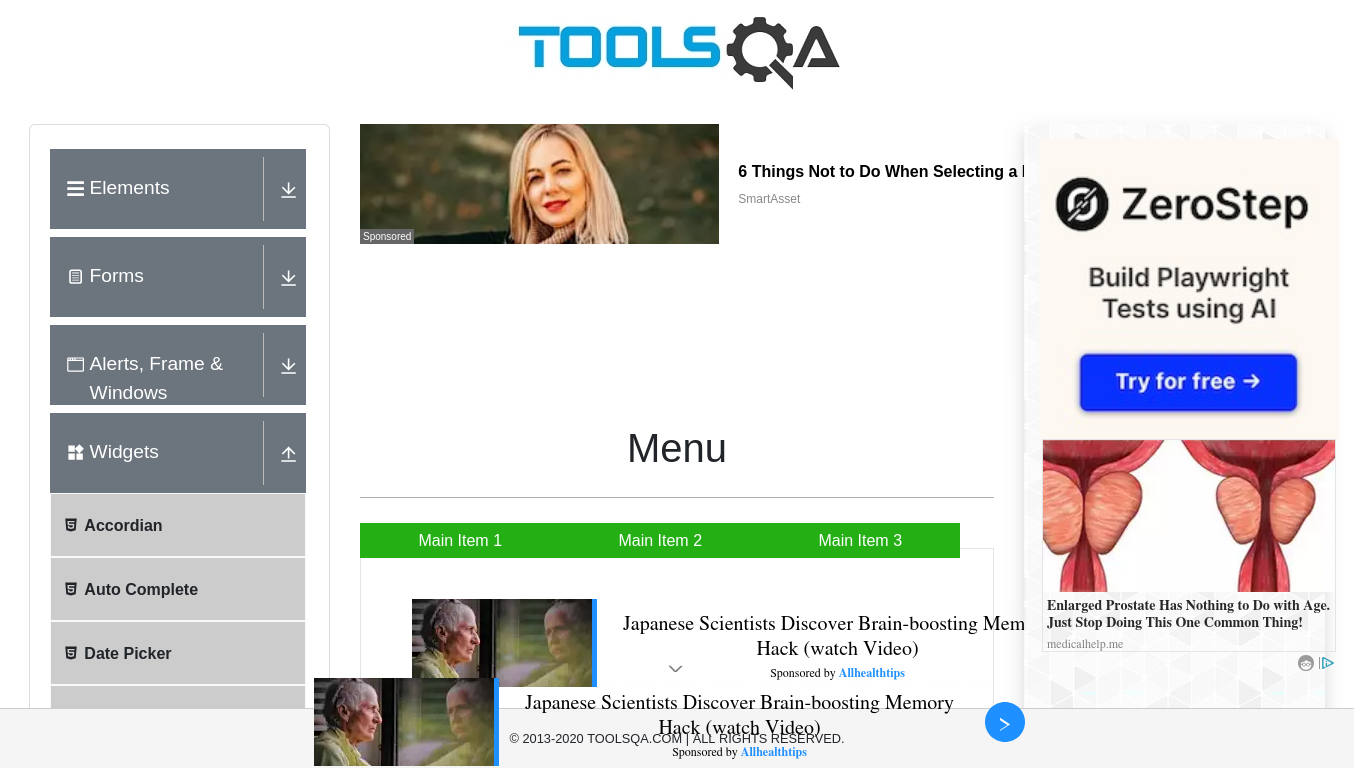 TOOLSQA
Elements
Forms
Alerts, Frame &
Windows
Widgets
Accordian
Auto Complete
Date Picker
Sponsored
6 Things Not to Do When Selecting a
SmartAsset
Menu
Main Item 1
Main Item 2
Main Item 3
Japanese Scientists Discover Brain-boosting Mem
Hack (watch Video)
Sponsored by Allhealthtips
Japanese Scientists Discover Brain-boosting Memory
Hack (watch Video)
Sponsored by Allhealthtips
© 2013-2020 TOOLSQA.COM | ALL RIGHTS RESERVED.
ZeroStep
Build Playwright
Tests using AI
Try for free →
Enlarged Prostate Has Nothing to Do with Age.
Just Stop Doing This One Common Thing!
medicalhelp.me